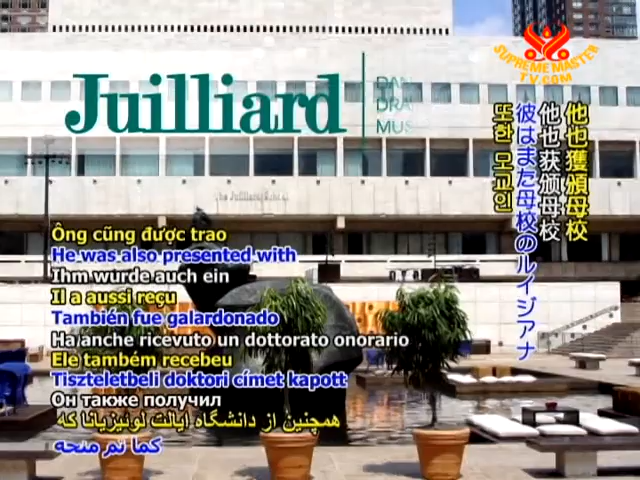 SUPREME MASTER
TV.COM
Juilliard
DAN
DRA
MUS
The Juilliard School
他也獲頒母校
他也获颁母校
彼はまた母校のルイジアナ
또한 모교인
Ông cũng được trao
He was also presented with
Ihm wurde auch ein
Il a aussi reçu
También fue galardonado
Ha anche ricevuto un dottorato onorario
Ele também recebeu
Tiszteletbeli doktori címet kapott
Он также получил
همچنین از دانشگاه ایالت لوئیزیانا که
كما تم منحه